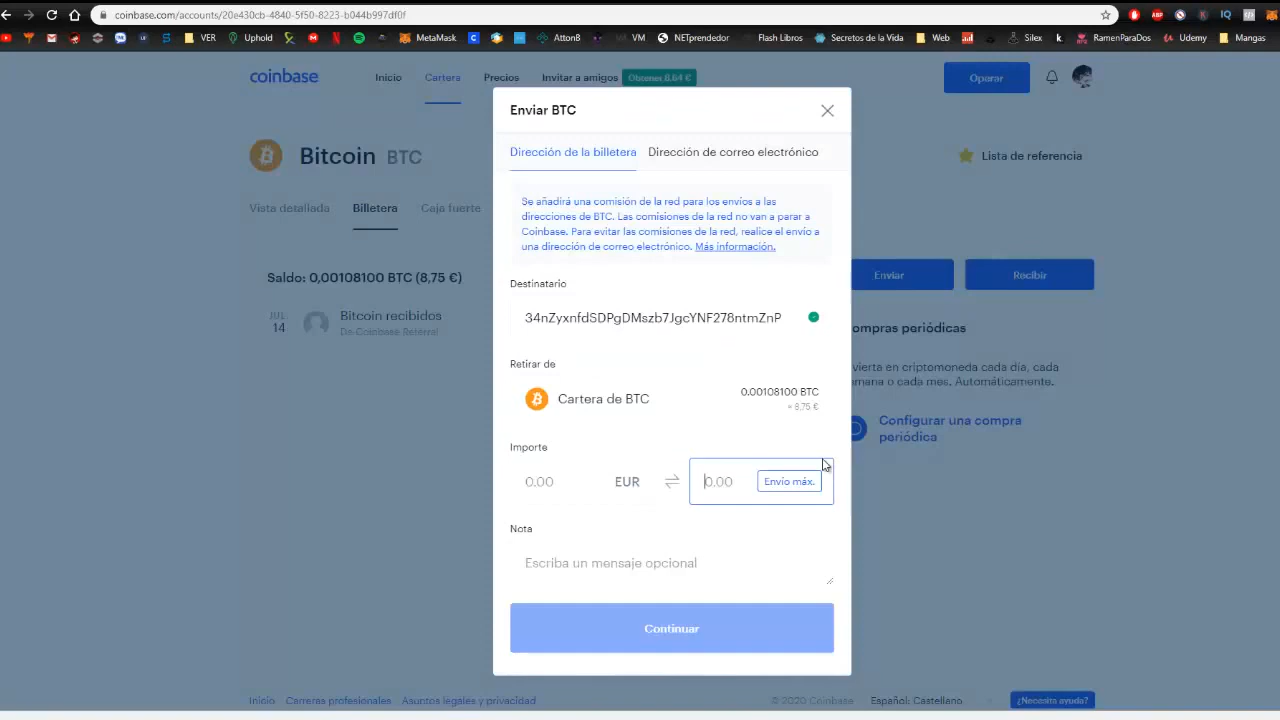 coinbase.com/accounts/20e430cb-4840-5f50-8223-b044b997df0f
VER
Uphold
MetaMask
AttonB
VM
NETprendedor
Flash Libros
Secretos de la Vida
Web
Silex
RamenParaDos
Udemy
Mangas
coinbase
Inicio
Cartera
Precios
Invitar a amigos
Obtener 8,84 €
Operar
Enviar BTC
Bitcoin BTC
Lista de referencia
Dirección de la billetera
Dirección de correo electrónico
Vista detallada
Billetera
Caja fuerte
Se añadirá una comisión de la red para los envíos a las
direcciones de BTC. Las comisiones de la red no van a parar a
Coinbase. Para evitar las comisiones de la red, realice el envío a
una dirección de correo electrónico. Más información.
Saldo: 0,00108100 BTC (8,75 €)
Enviar
Recibir
Destinatario
34nZyxnfdSDPgDMszb7JgcYNF278ntmZnP
JUL
14
Bitcoin recibidos
De Coinbase Referral
ompras periódicas
Retirar de
Cartera de BTC
0.00108100 BTC
≈ 8,75 €
vierta en criptomoneda cada día, cada
mana o cada mes. Automáticamente.
Configurar una compra
periódica
Importe
0.00
EUR
0.00
Envío máx.
Nota
Escriba un mensaje opcional
Continuar
Inicio
Carreras profesionales
Asuntos legales y privacidad
© 2020 Coinbase
Español: Castellano
¿Necesita ayuda?